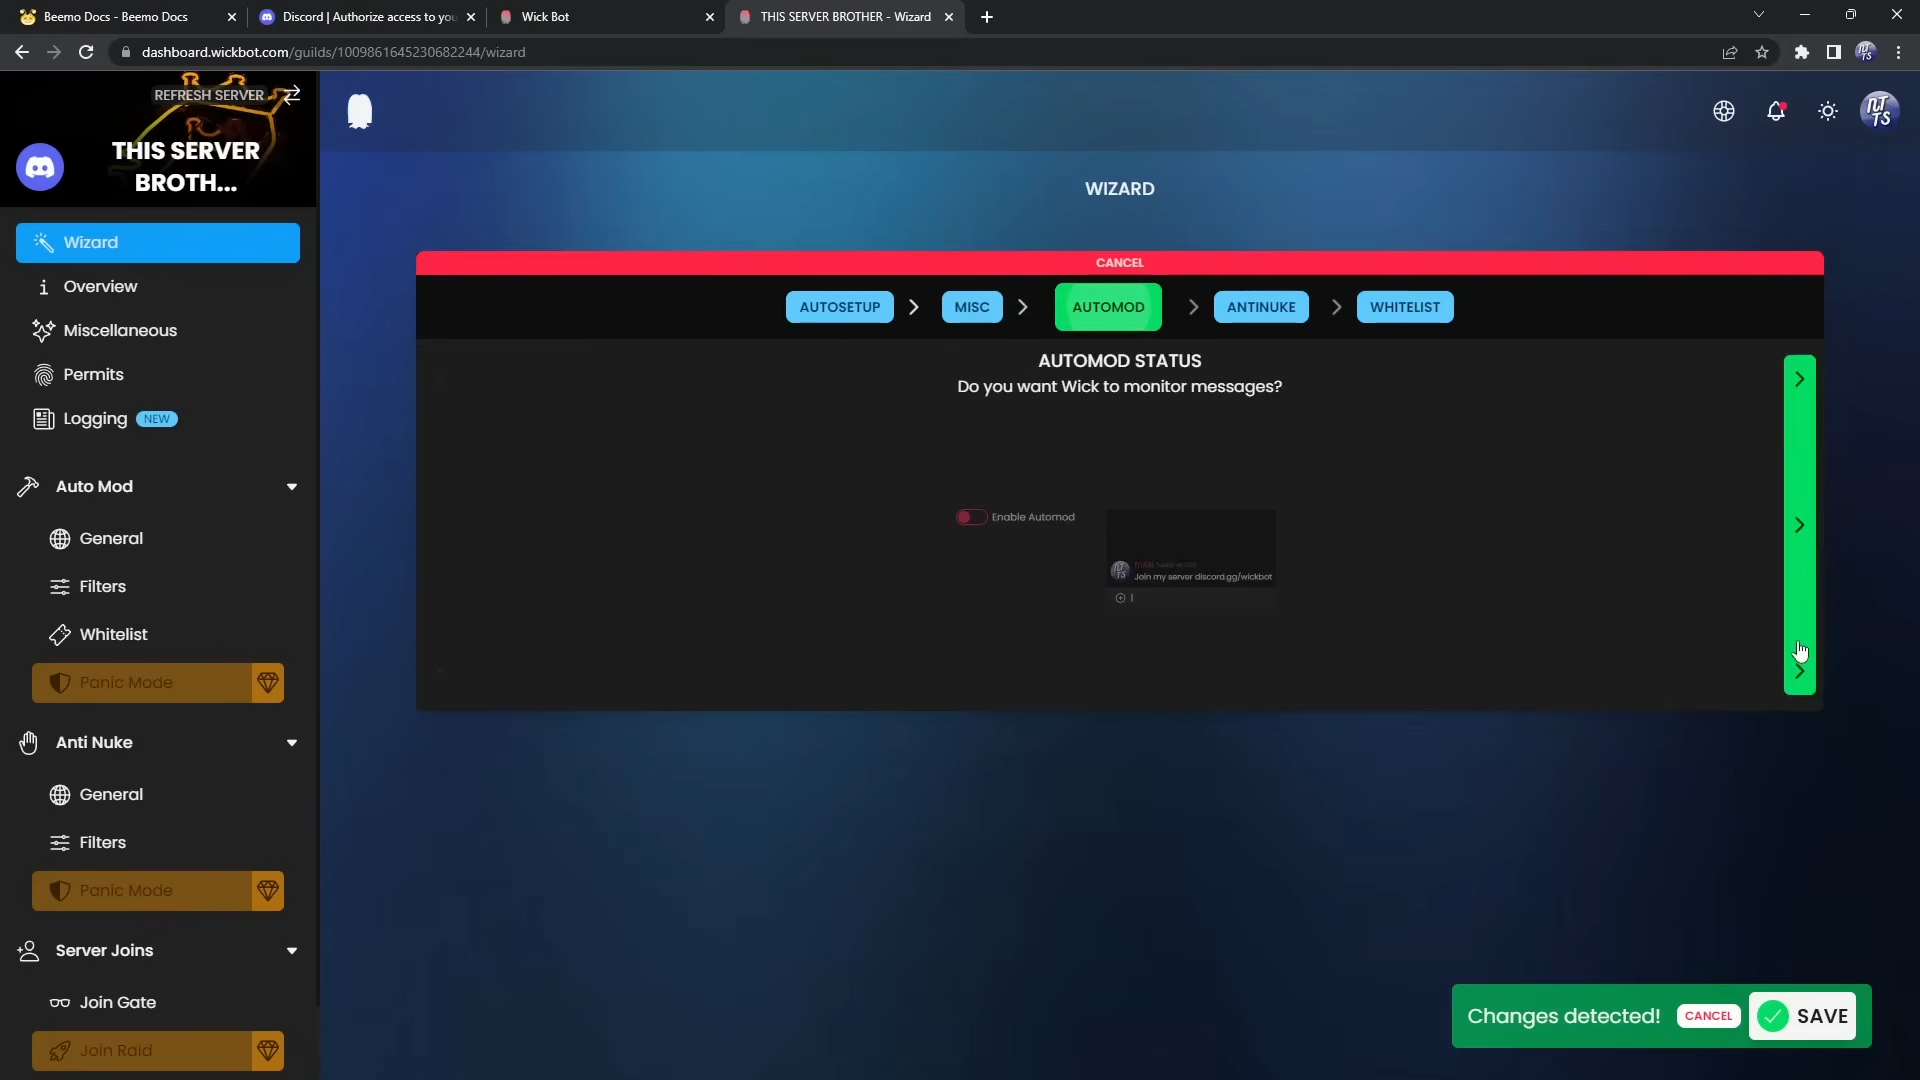 Beemo Docs - Beemo Docs
Discord | Authorize access to you
Wick Bot
THIS SERVER BROTHER - Wizard
dashboard.wickbot.com/guilds/1009861645230682244/wizard
REFRESH SERVER
THIS SERVER
BROTH...
Wizard
Overview
Miscellaneous
Permits
Logging NEW
Auto Mod
General
Filters
Whitelist
Panic Mode
Anti Nuke
General
Filters
Panic Mode
Server Joins
Join Gate
Join Raid
WIZARD
CANCEL
AUTOSETUP
MISC
AUTOMOD
ANTINUKE
WHITELIST
AUTOMOD STATUS
Do you want Wick to monitor messages?
Enable Automod
Join my server discord.gg/wickbot
Changes detected!
CANCEL
SAVE